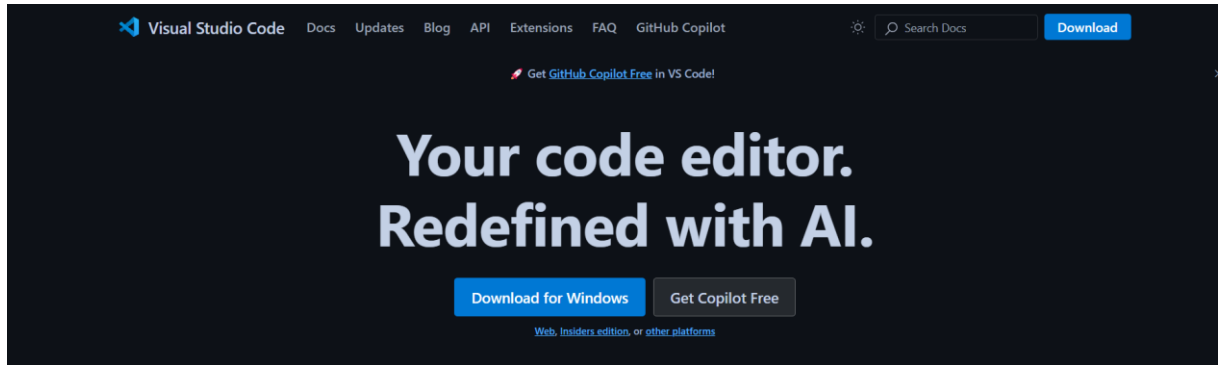 Visual Studio Code Docs Updates Blog API Extensions FAQ GitHub Copilot Search Docs Download
🚀 Get GitHub Copilot Free in VS Code!
Your code editor.
Redefined with AI.
Download for Windows Get Copilot Free
Web, Insiders edition, or other platforms